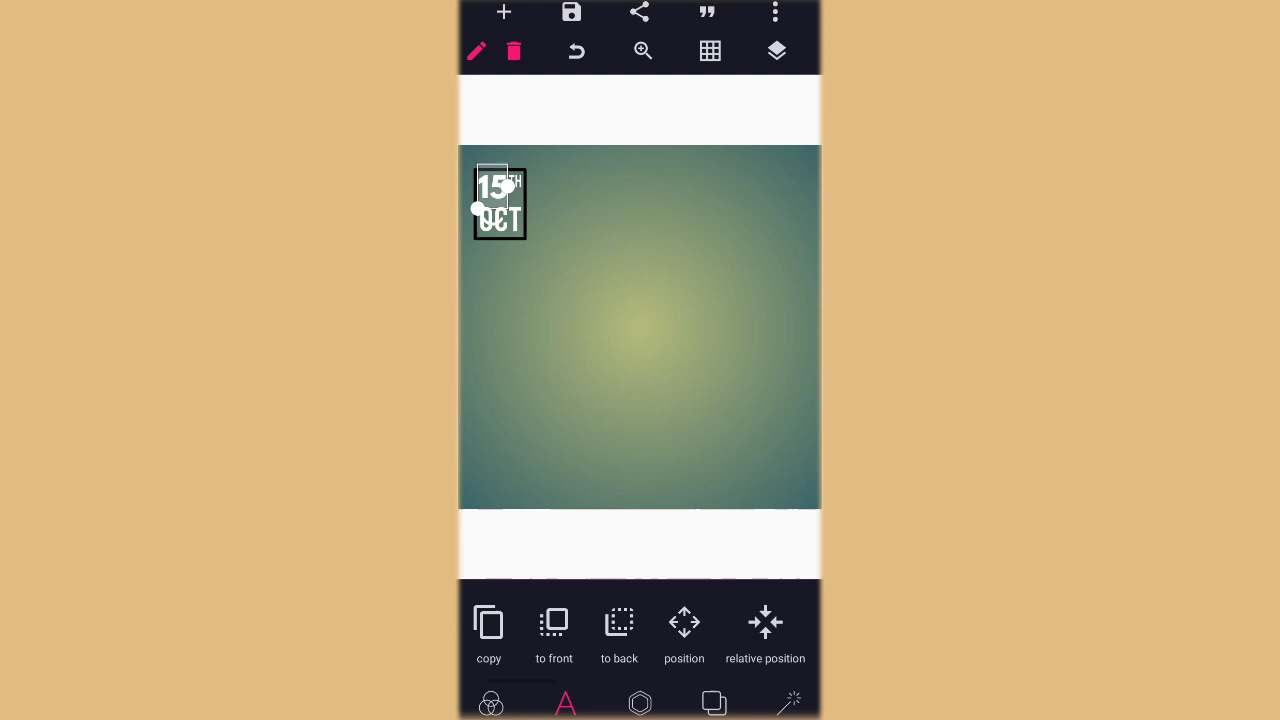 15TH
OCT
copy
to front
to back
position
relative position